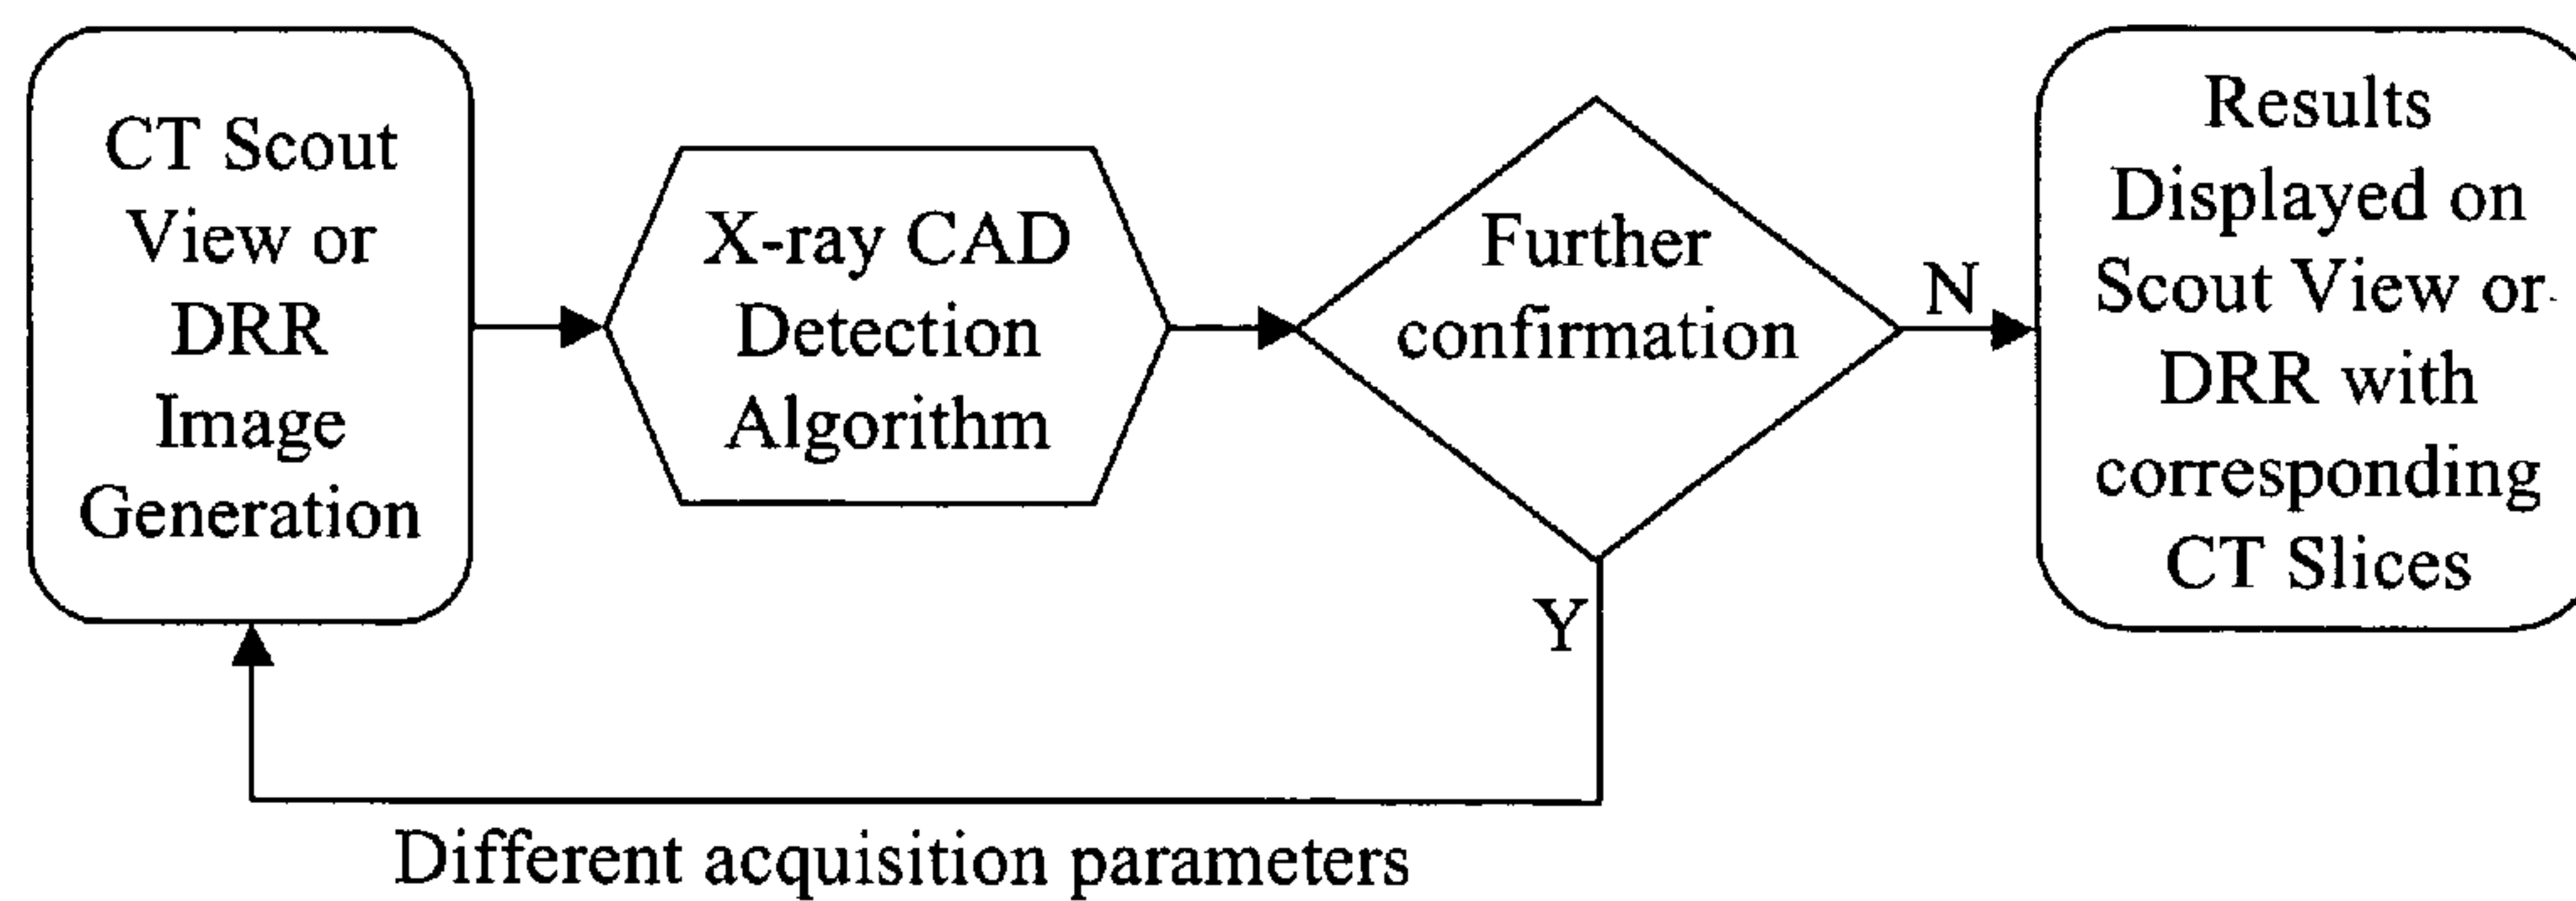 CT Scout
View or
DRR
Image
Generation
X-ray CAD
Detection
Algorithm
Further
confirmation
N
Y
Results
Displayed on
Scout View or
DRR with
corresponding
CT Slices
Different acquisition parameters